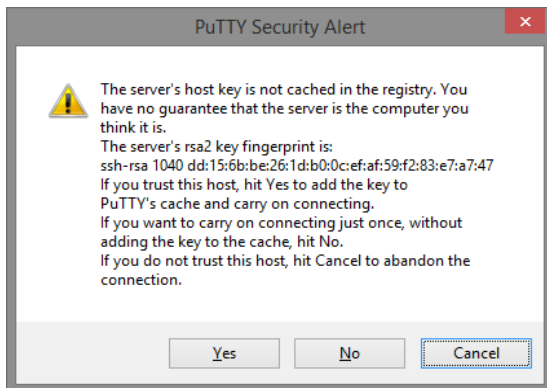 PuTTY Security Alert
The server's host key is not cached in the registry. You
have no guarantee that the server is the computer you
think it is.
The server's rsa2 key fingerprint is:
ssh-rsa 1040 dd:15:6b:be:26:1d:b0:0c:ef:af:59:f2:83:e7:a7:47
If you trust this host, hit Yes to add the key to
PuTTY's cache and carry on connecting.
If you want to carry on connecting just once, without
adding the key to the cache, hit No.
If you do not trust this host, hit Cancel to abandon the
connection.
Yes No Cancel